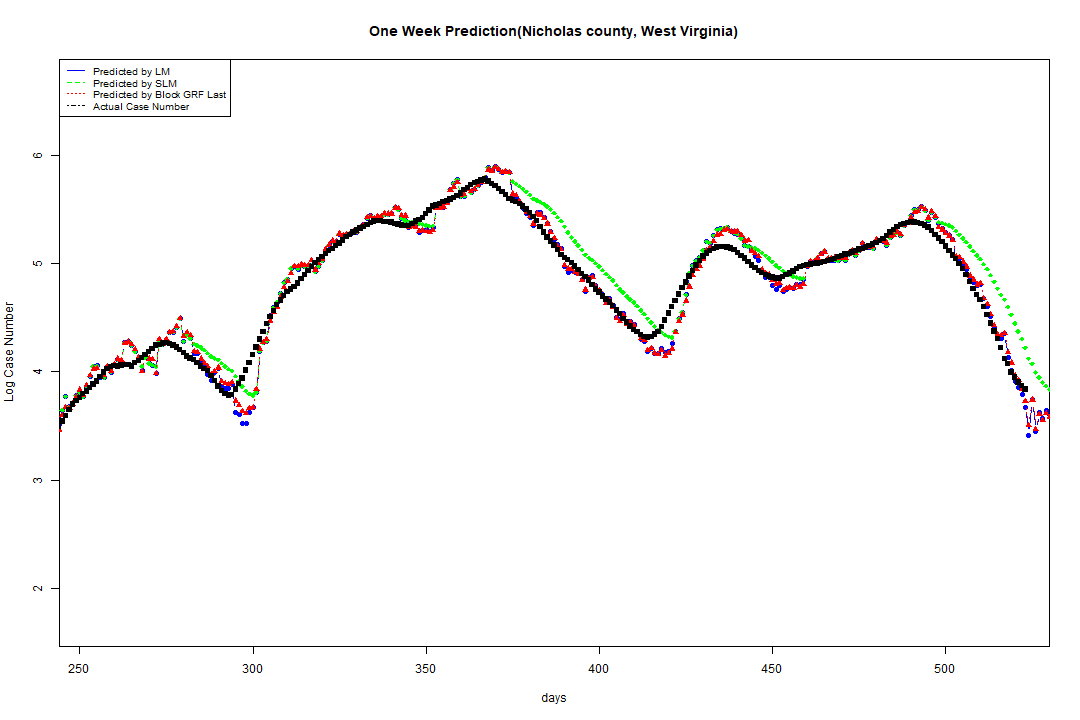 One Week Prediction(Nicholas county, West Virginia)
Predicted by LM
Predicted by SLM
Predicted by Block GRF Last
Actual Case Number
6
5
4
3
2
Log Case Number
250 300 350 400 450 500
days